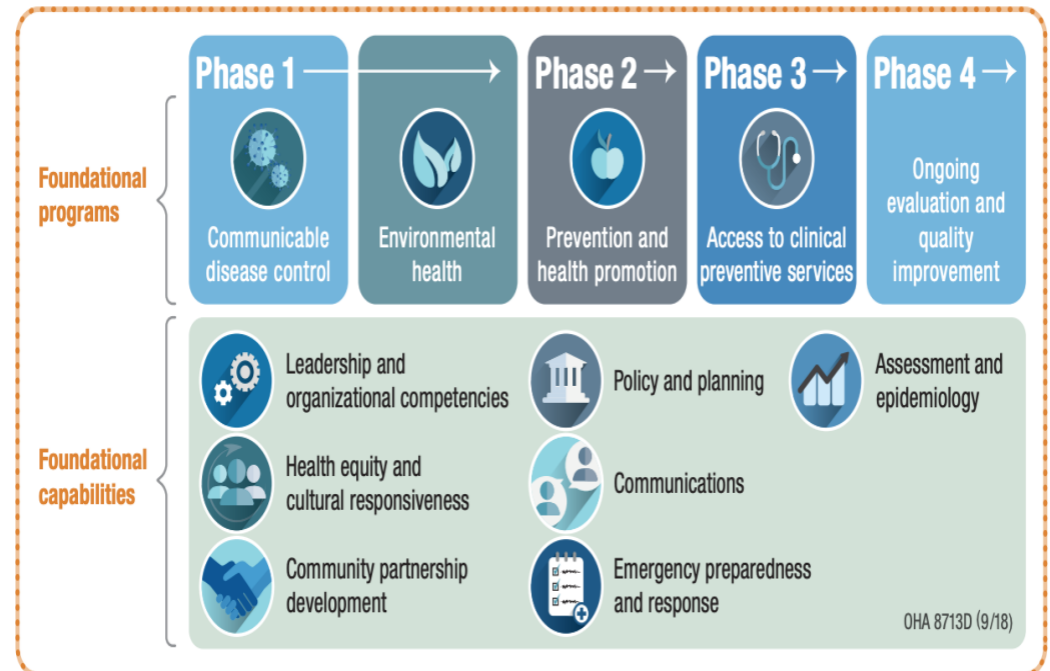 Phase 1
Phase 2
Phase 3
Phase 4
Foundational
programs
Communicable
disease control
Environmental
health
Prevention and
health promotion
Access to clinical
preventive services
Ongoing
evaluation and
quality
improvement
Foundational
capabilities
Leadership and
organizational competencies
Health equity and
cultural responsiveness
Community partnership
development
Policy and planning
Communications
Emergency preparedness
and response
Assessment and
epidemiology
OHA 8713D (9/18)